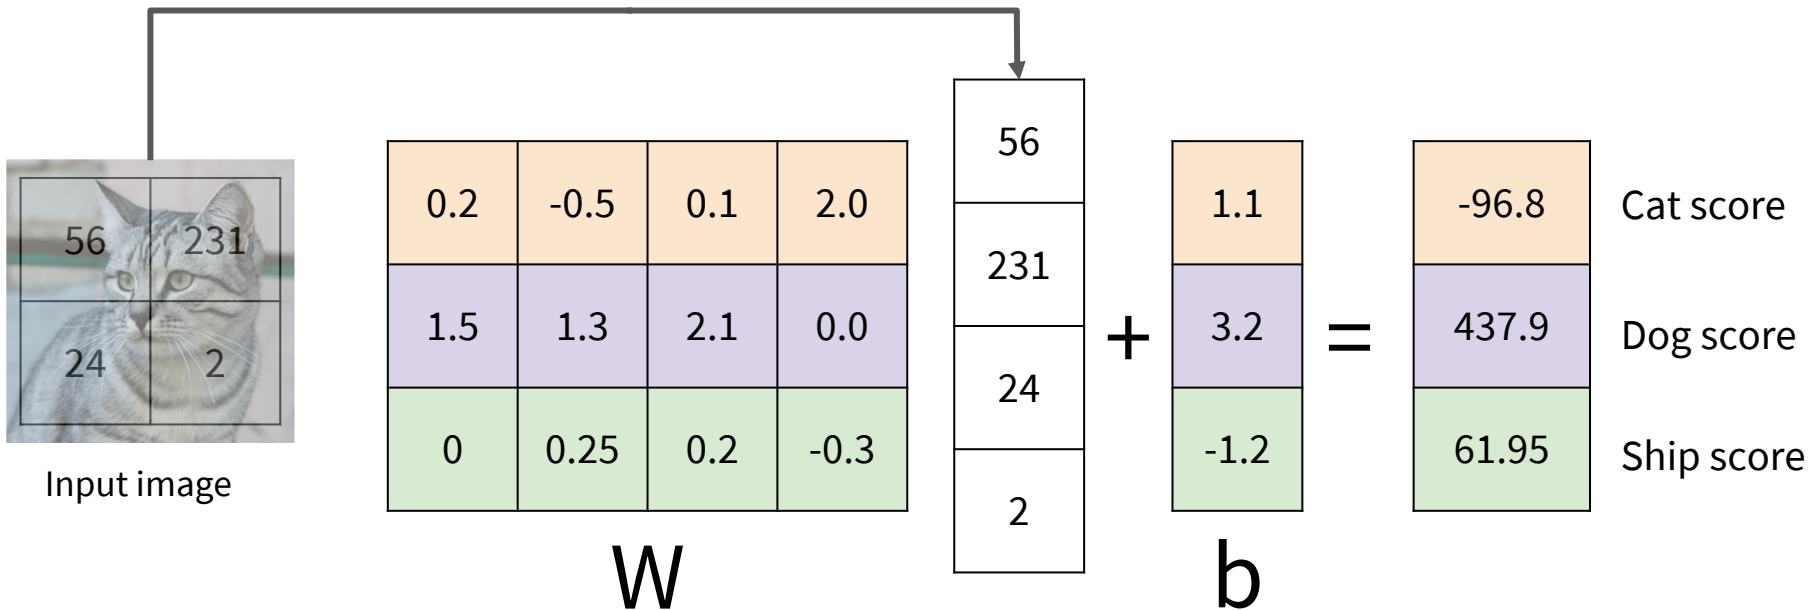 56 231
24 2
Input image
0.2 -0.5 0.1 2.0
1.5 1.3 2.1 0.0
0 0.25 0.2 -0.3
W
56
231
24
2
+
1.1
3.2
-1.2
b
=
-96.8 Cat score
437.9 Dog score
61.95 Ship score